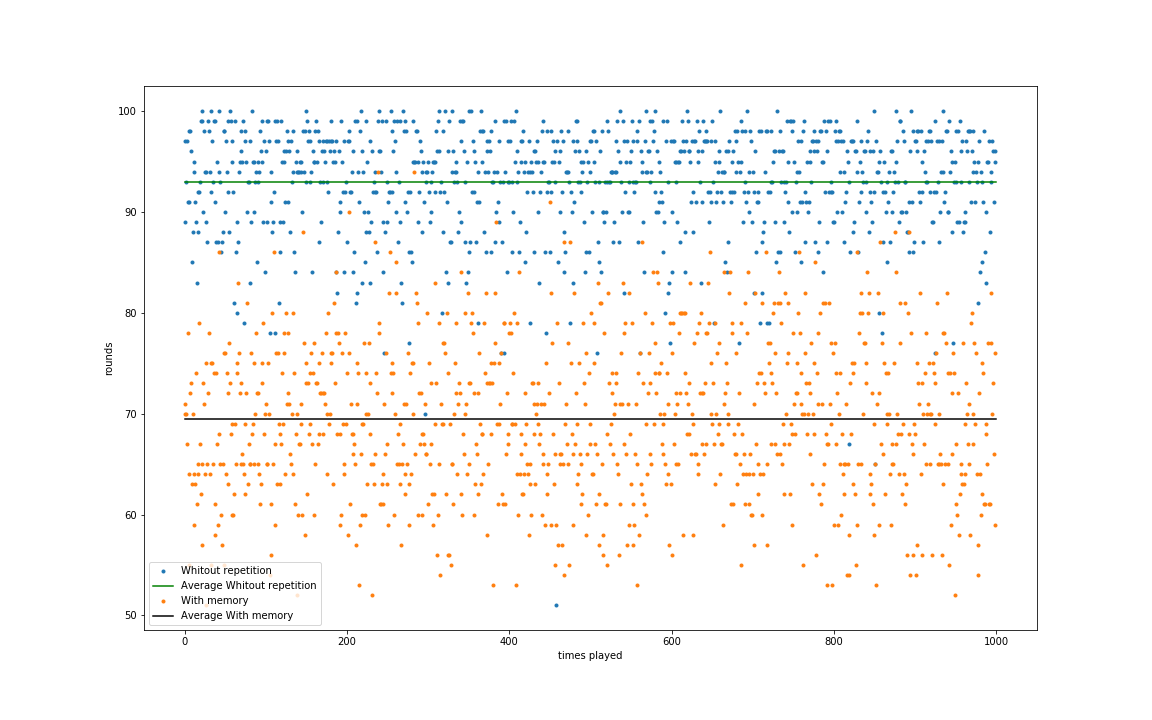 100
90
80
70
60
50
rounds
Whitout repetition
Average Whitout repetition
With memory
Average With memory
0
200
400
600
800
1000
times played